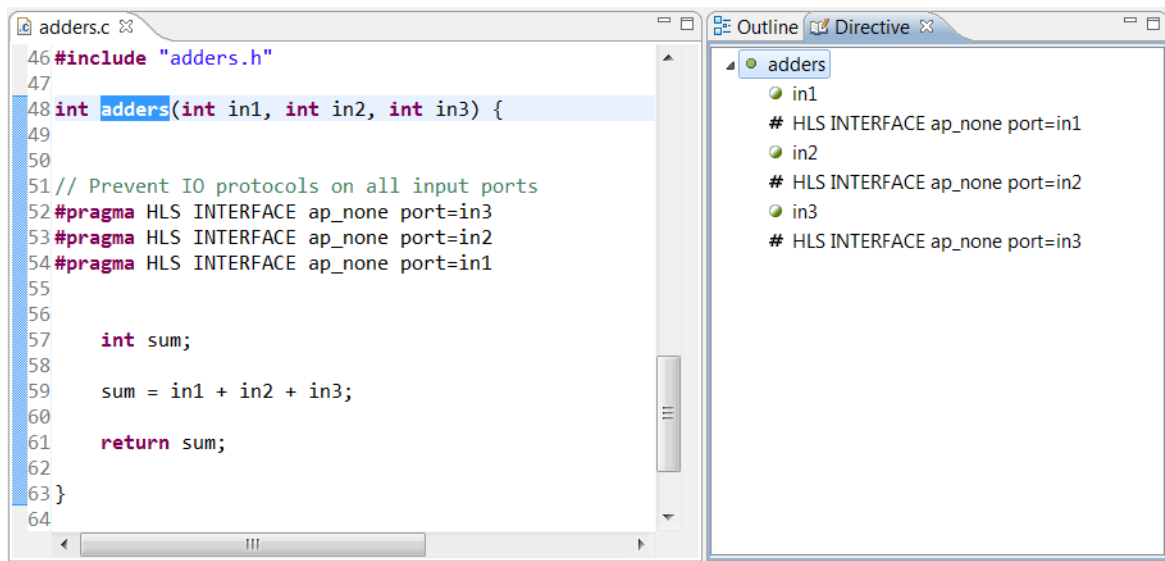 adders.c
46 #include "adders.h"
47
48 int adders(int in1, int in2, int in3) {
49
50
51 // Prevent IO protocols on all input ports
52 #pragma HLS INTERFACE ap_none port=in3
53 #pragma HLS INTERFACE ap_none port=in2
54 #pragma HLS INTERFACE ap_none port=in1
55
56
57     int sum;
58
59     sum = in1 + in2 + in3;
60
61     return sum;
62
63 }
64
Outline Directive
adders
in1
# HLS INTERFACE ap_none port=in1
in2
# HLS INTERFACE ap_none port=in2
in3
# HLS INTERFACE ap_none port=in3